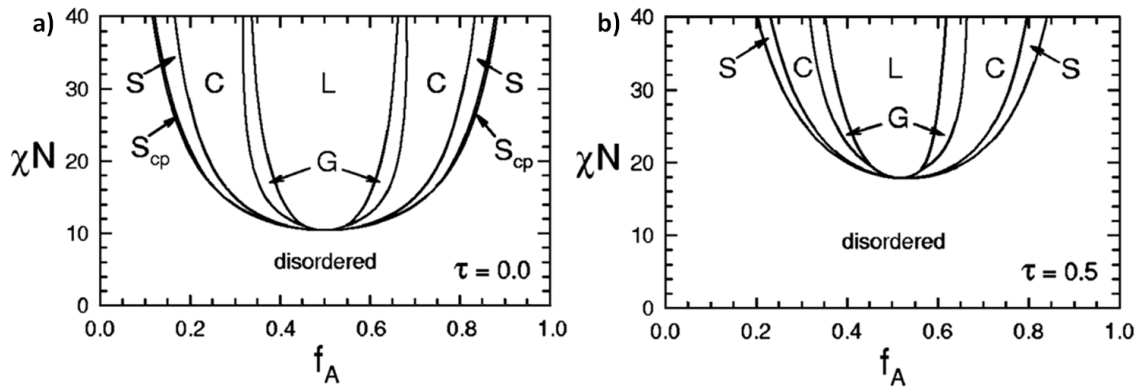 a)
40
30
20
10
0
χN
S
C
L
C
S
S_cp
S_cp
G
disordered
τ = 0.0
0.0 0.2 0.4 0.6 0.8 1.0
f_A
b)
40
30
20
10
0
χN
S
C
L
C
S
G
disordered
τ = 0.5
0.0 0.2 0.4 0.6 0.8 1.0
f_A